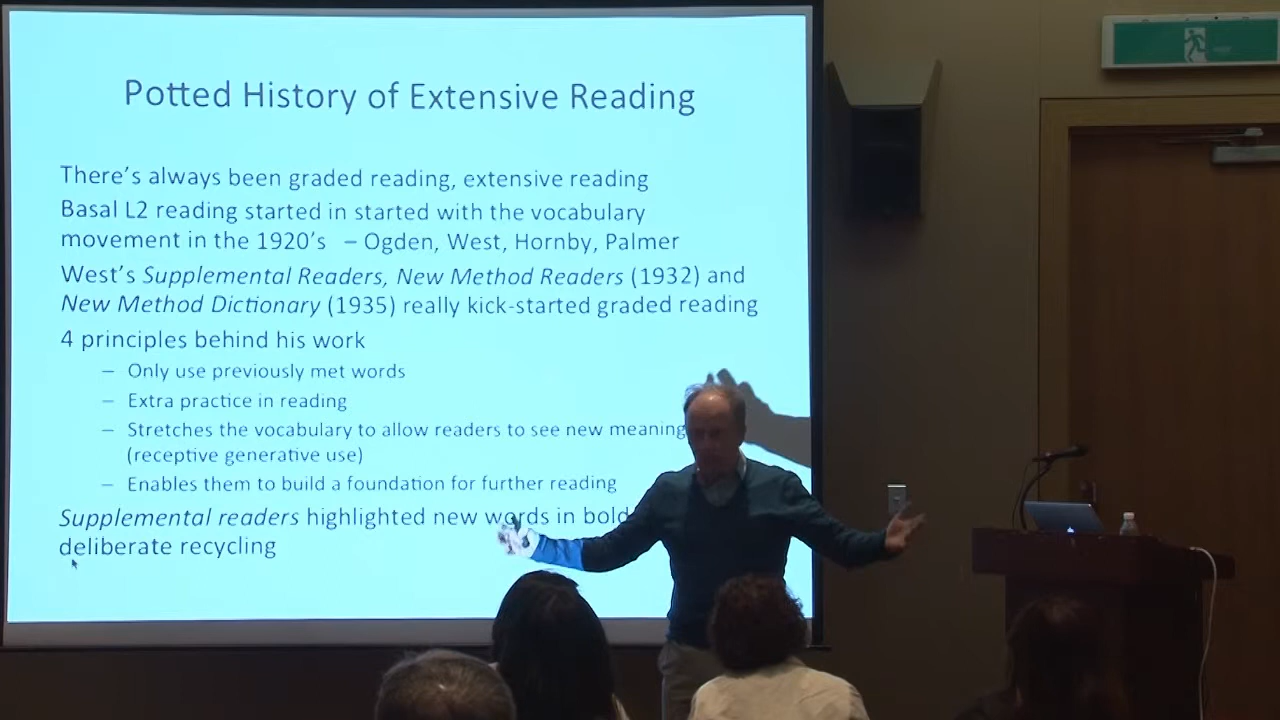 Potted History of Extensive Reading
There's always been graded reading, extensive reading
Basal L2 reading started in started with the vocabulary
movement in the 1920's – Ogden, West, Hornby, Palmer
West's Supplemental Readers, New Method Readers (1932) and
New Method Dictionary (1935) really kick-started graded reading
4 principles behind his work
– Only use previously met words
– Extra practice in reading
– Stretches the vocabulary to allow readers to see new meaning
(receptive generative use)
– Enables them to build a foundation for further reading
Supplemental readers highlighted new words in bold
deliberate recycling